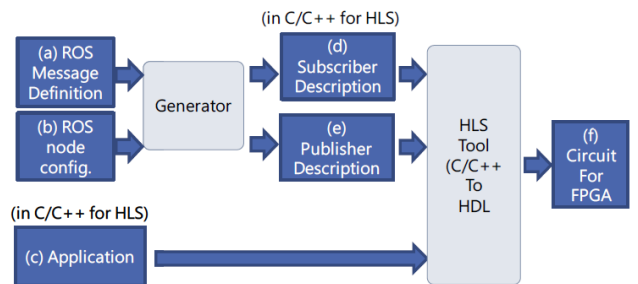 (in C/C++ for HLS)
(a) ROS
Message
Definition
(b) ROS
node
config.
Generator
(d)
Subscriber
Description
(e)
Publisher
Description
(in C/C++ for HLS)
(c) Application
HLS
Tool
(C/C++
To
HDL
(f)
Circuit
For
FPGA